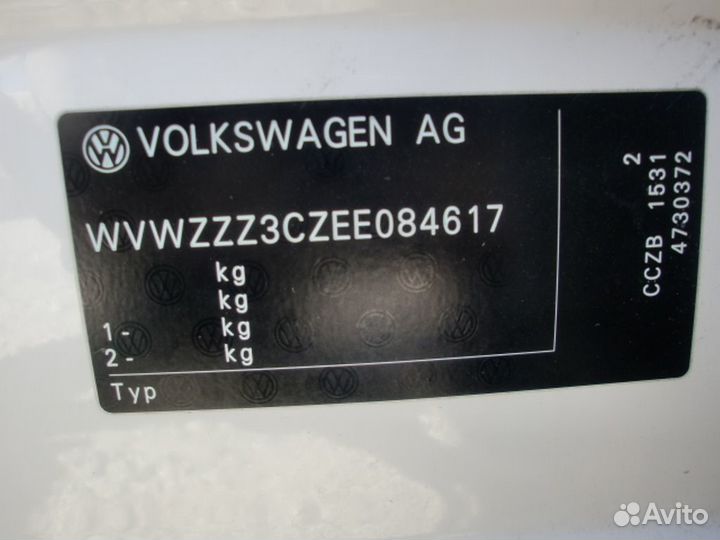 VOLKSWAGEN AG
WVWZZZ3CZEE084617
kg
kg
1- kg
2- kg
Typ
2
CCZB 1531
4730372
Avito